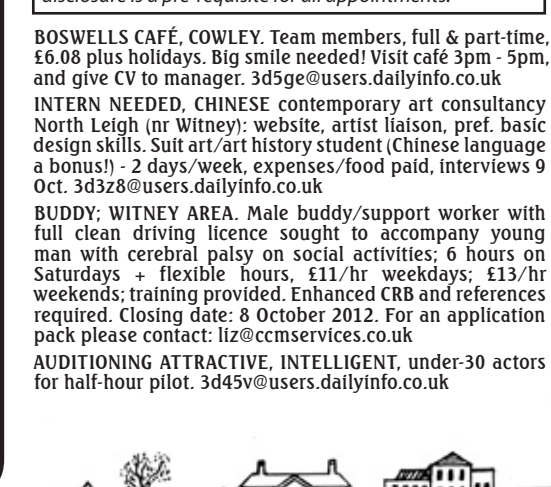 disclosure is a pre-requisite for all appointments.
BOSWELLS CAFÉ, COWLEY. Team members, full & part-time,
£6.08 plus holidays. Big smile needed! Visit café 3pm - 5pm,
and give CV to manager. 3d5ge@users.dailyinfo.co.uk
INTERN NEEDED, CHINESE contemporary art consultancy
North Leigh (nr Witney): website, artist liaison, pref. basic
design skills. Suit art/art history student (Chinese language
a bonus!) - 2 days/week, expenses/food paid, interviews 9
Oct. 3d3z8@users.dailyinfo.co.uk
BUDDY; WITNEY AREA. Male buddy/support worker with
full clean driving licence sought to accompany young
man with cerebral palsy on social activities; 6 hours on
Saturdays + flexible hours, £11/hr weekdays; £13/hr
weekends; training provided. Enhanced CRB and references
required. Closing date: 8 October 2012. For an application
pack please contact: liz@ccmservices.co.uk
AUDITIONING ATTRACTIVE, INTELLIGENT, under-30 actors
for half-hour pilot. 3d45v@users.dailyinfo.co.uk